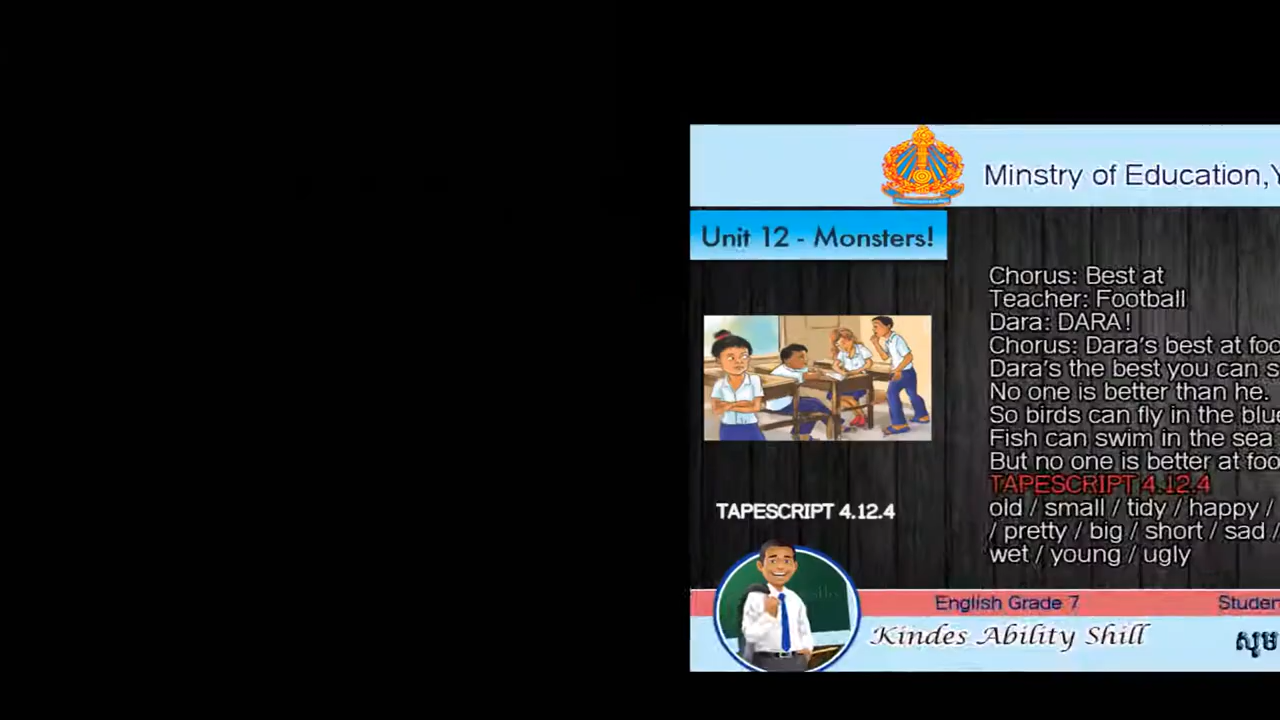 Minstry of Education,
Unit 12 - Monsters!
Chorus: Best at
Teacher: Football
Dara: DARA!
Chorus: Dara's best at
Dara's the best you can
No one is better than he.
So birds can fly in the
Fish can swim in the sea
But no one is better at
TAPESCRIPT 4.12.4
old / small / tidy / happy /
/ pretty / big / short / sad /
wet / young / ugly
TAPESCRIPT 4.12.4
English Grade 7
Kindes Ability Shill
សូម